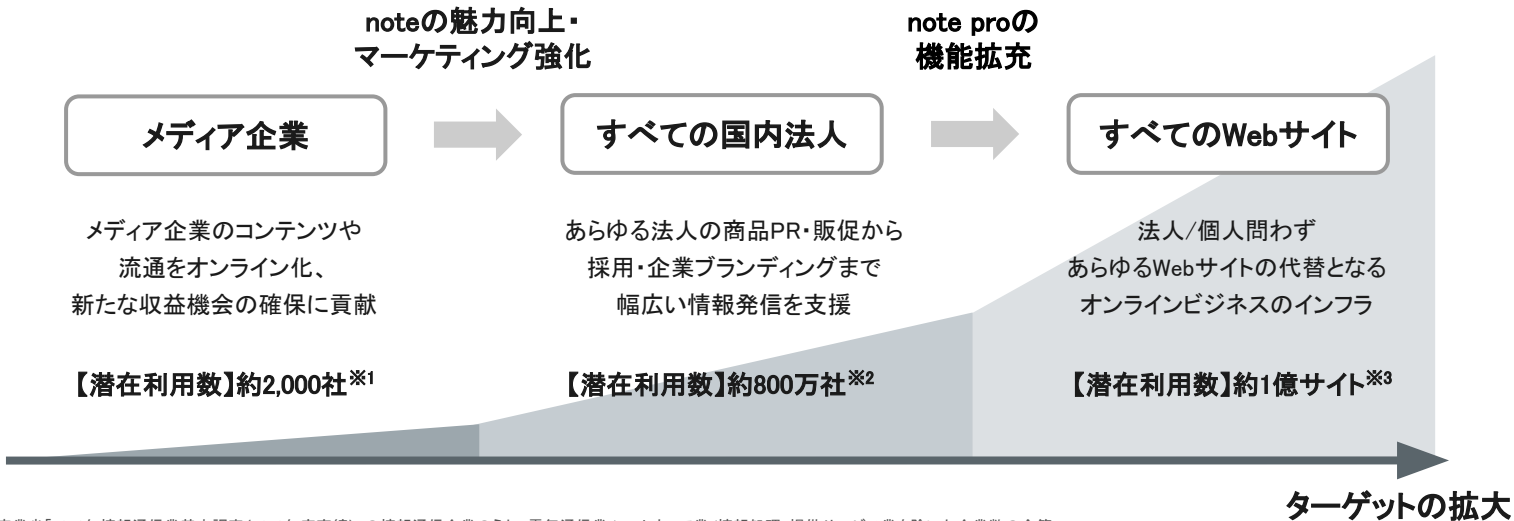 noteの魅力向上・
マーケティング強化
note proの
機能拡充
メディア企業
すべての国内法人
すべてのWebサイト
メディア企業のコンテンツや
流通をオンライン化、
新たな収益機会の確保に貢献
あらゆる法人の商品PR・販促から
採用・企業ブランディングまで
幅広い情報発信を支援
法人/個人問わず
あらゆるWebサイトの代替となる
オンラインビジネスのインフラ
【潜在利用数】約2,000社※1
【潜在利用数】約800万社※2
【潜在利用数】約1億サイト※3
ターゲットの拡大